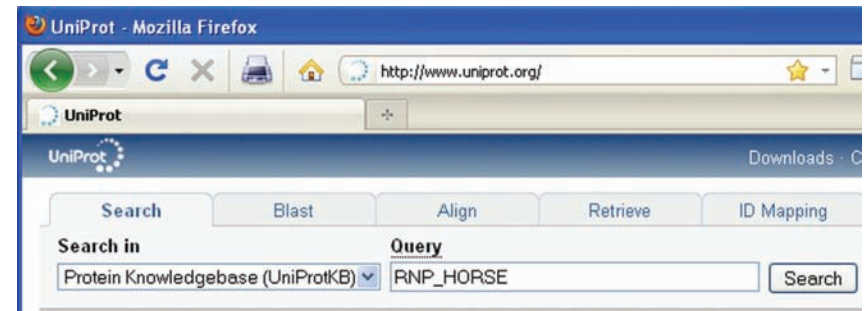 UniProt - Mozilla Firefox
http://www.uniprot.org/
UniProt
UniProt Downloads ·
Search Blast Align Retrieve ID Mapping
Search in Query
Protein Knowledgebase (UniProtKB) RNP_HORSE Search